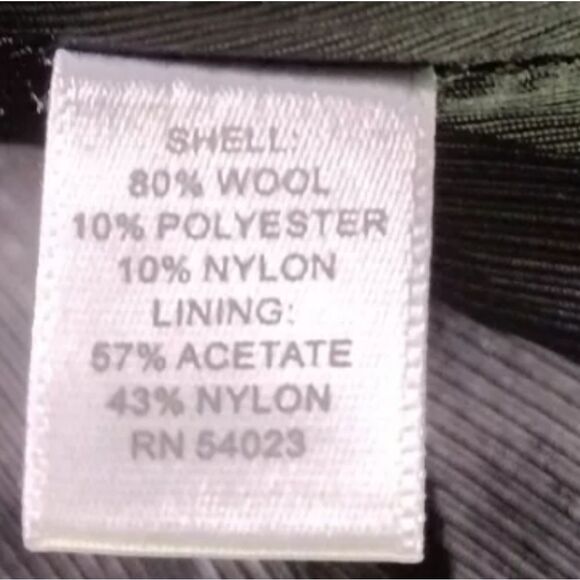 SHELL:
80% WOOL
10% POLYESTER
10% NYLON
LINING:
57% ACETATE
43% NYLON
RN 54023